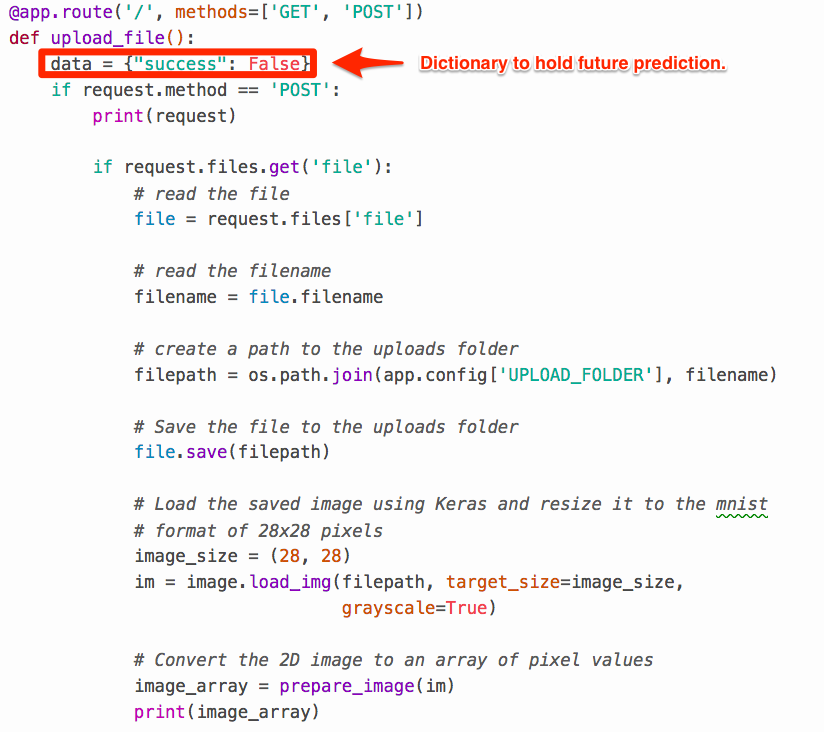 @app.route('/', methods=['GET', 'POST'])
def upload_file():
    data = {"success": False} Dictionary to hold future prediction.
    if request.method == 'POST':
        print(request)

        if request.files.get('file'):
            # read the file
            file = request.files['file']

            # read the filename
            filename = file.filename

            # create a path to the uploads folder
            filepath = os.path.join(app.config['UPLOAD_FOLDER'], filename)

            # Save the file to the uploads folder
            file.save(filepath)

            # Load the saved image using Keras and resize it to the mnist
            # format of 28x28 pixels
            image_size = (28, 28)
            im = image.load_img(filepath, target_size=image_size,
                                grayscale=True)

            # Convert the 2D image to an array of pixel values
            image_array = prepare_image(im)
            print(image_array)